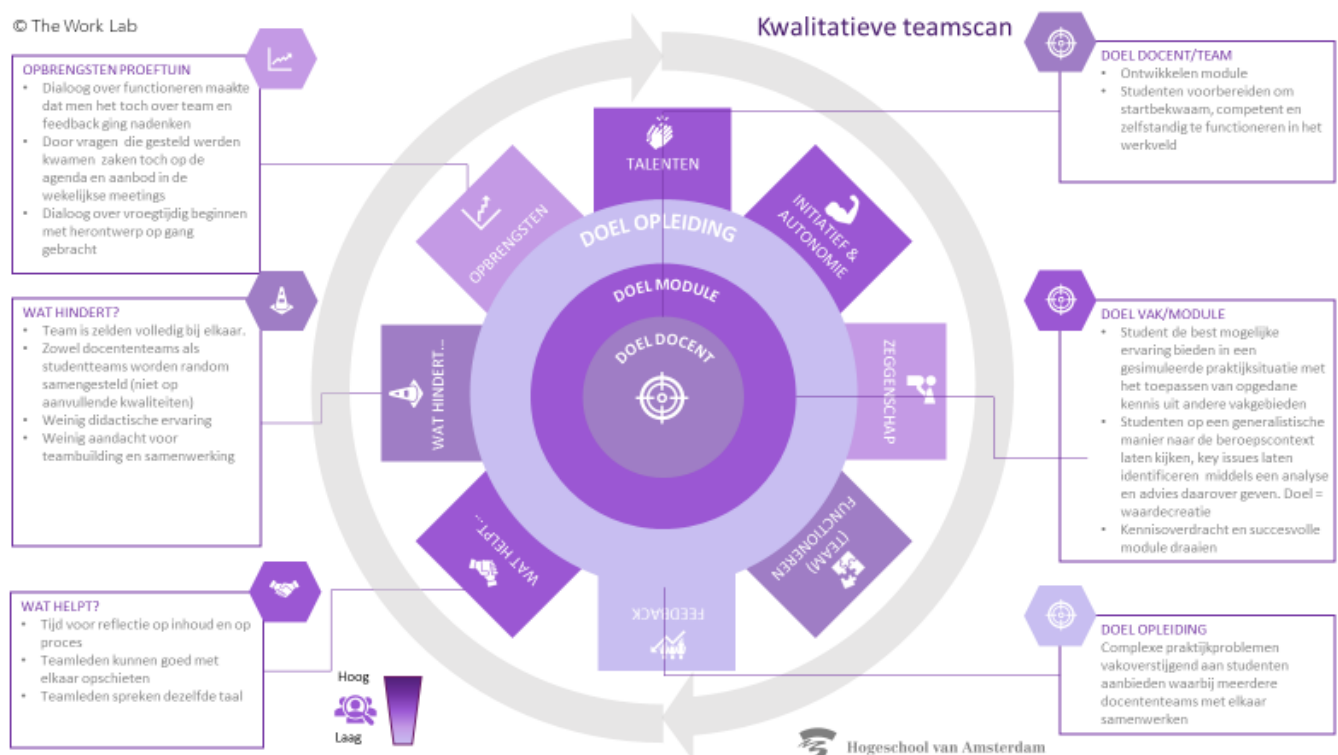 © The Work Lab
Kwalitatieve teamscan
OPBRENGSTEN PROEFTUIN
• Dialoog over functioneren maakte
dat men het toch over team en
feedback ging nadenken
• Door vragen die gesteld werden
kwamen zaken toch op de
agenda en aanbod in de
wekelijkse meetings
• Dialoog over vroegtijdig beginnen
met herontwerp op gang
gebracht
WAT HINDERT?
• Team is zelden volledig bij elkaar.
• Zowel docententeams als
studentteams worden random
samengesteld (niet op
aanvullende kwaliteiten)
• Weinig didactische ervaring
• Weinig aandacht voor
teambuilding en samenwerking
WAT HELPT?
• Tijd voor reflectie op inhoud en op
proces
• Teamleden kunnen goed met
elkaar opschieten
• Teamleden spreken dezelfde taal
Hoog
Laag
TALENTEN
INITIATIEF &
AUTONOMIE
ZEGGENSCHAP
(TEAM)
FUNCTIONEREN
FEEDBACK
WAT HELPT...
WAT HINDERT...
OPBRENGSTEN
DOEL OPLEIDING
DOEL MODULE
DOEL DOCENT
DOEL DOCENT/TEAM
• Ontwikkelen module
• Studenten voorbereiden om
startbekwaam, competent en
zelfstandig te functioneren in het
werkveld
DOEL VAK/MODULE
• Student de best mogelijke
ervaring bieden in een
gesimuleerde praktijksituatie met
het toepassen van opgedane
kennis uit andere vakgebieden
• Studenten op een generalistische
manier naar de beroepscontext
laten kijken, key issues laten
identificeren middels een analyse
en advies daarover geven. Doel =
waardecreatie
• Kennisoverdracht en succesvolle
module draaien
DOEL OPLEIDING
Complexe praktijkproblemen
vakoverstijgend aan studenten
aanbieden waarbij meerdere
docententeams met elkaar
samenwerken
Hogeschool van Amsterdam